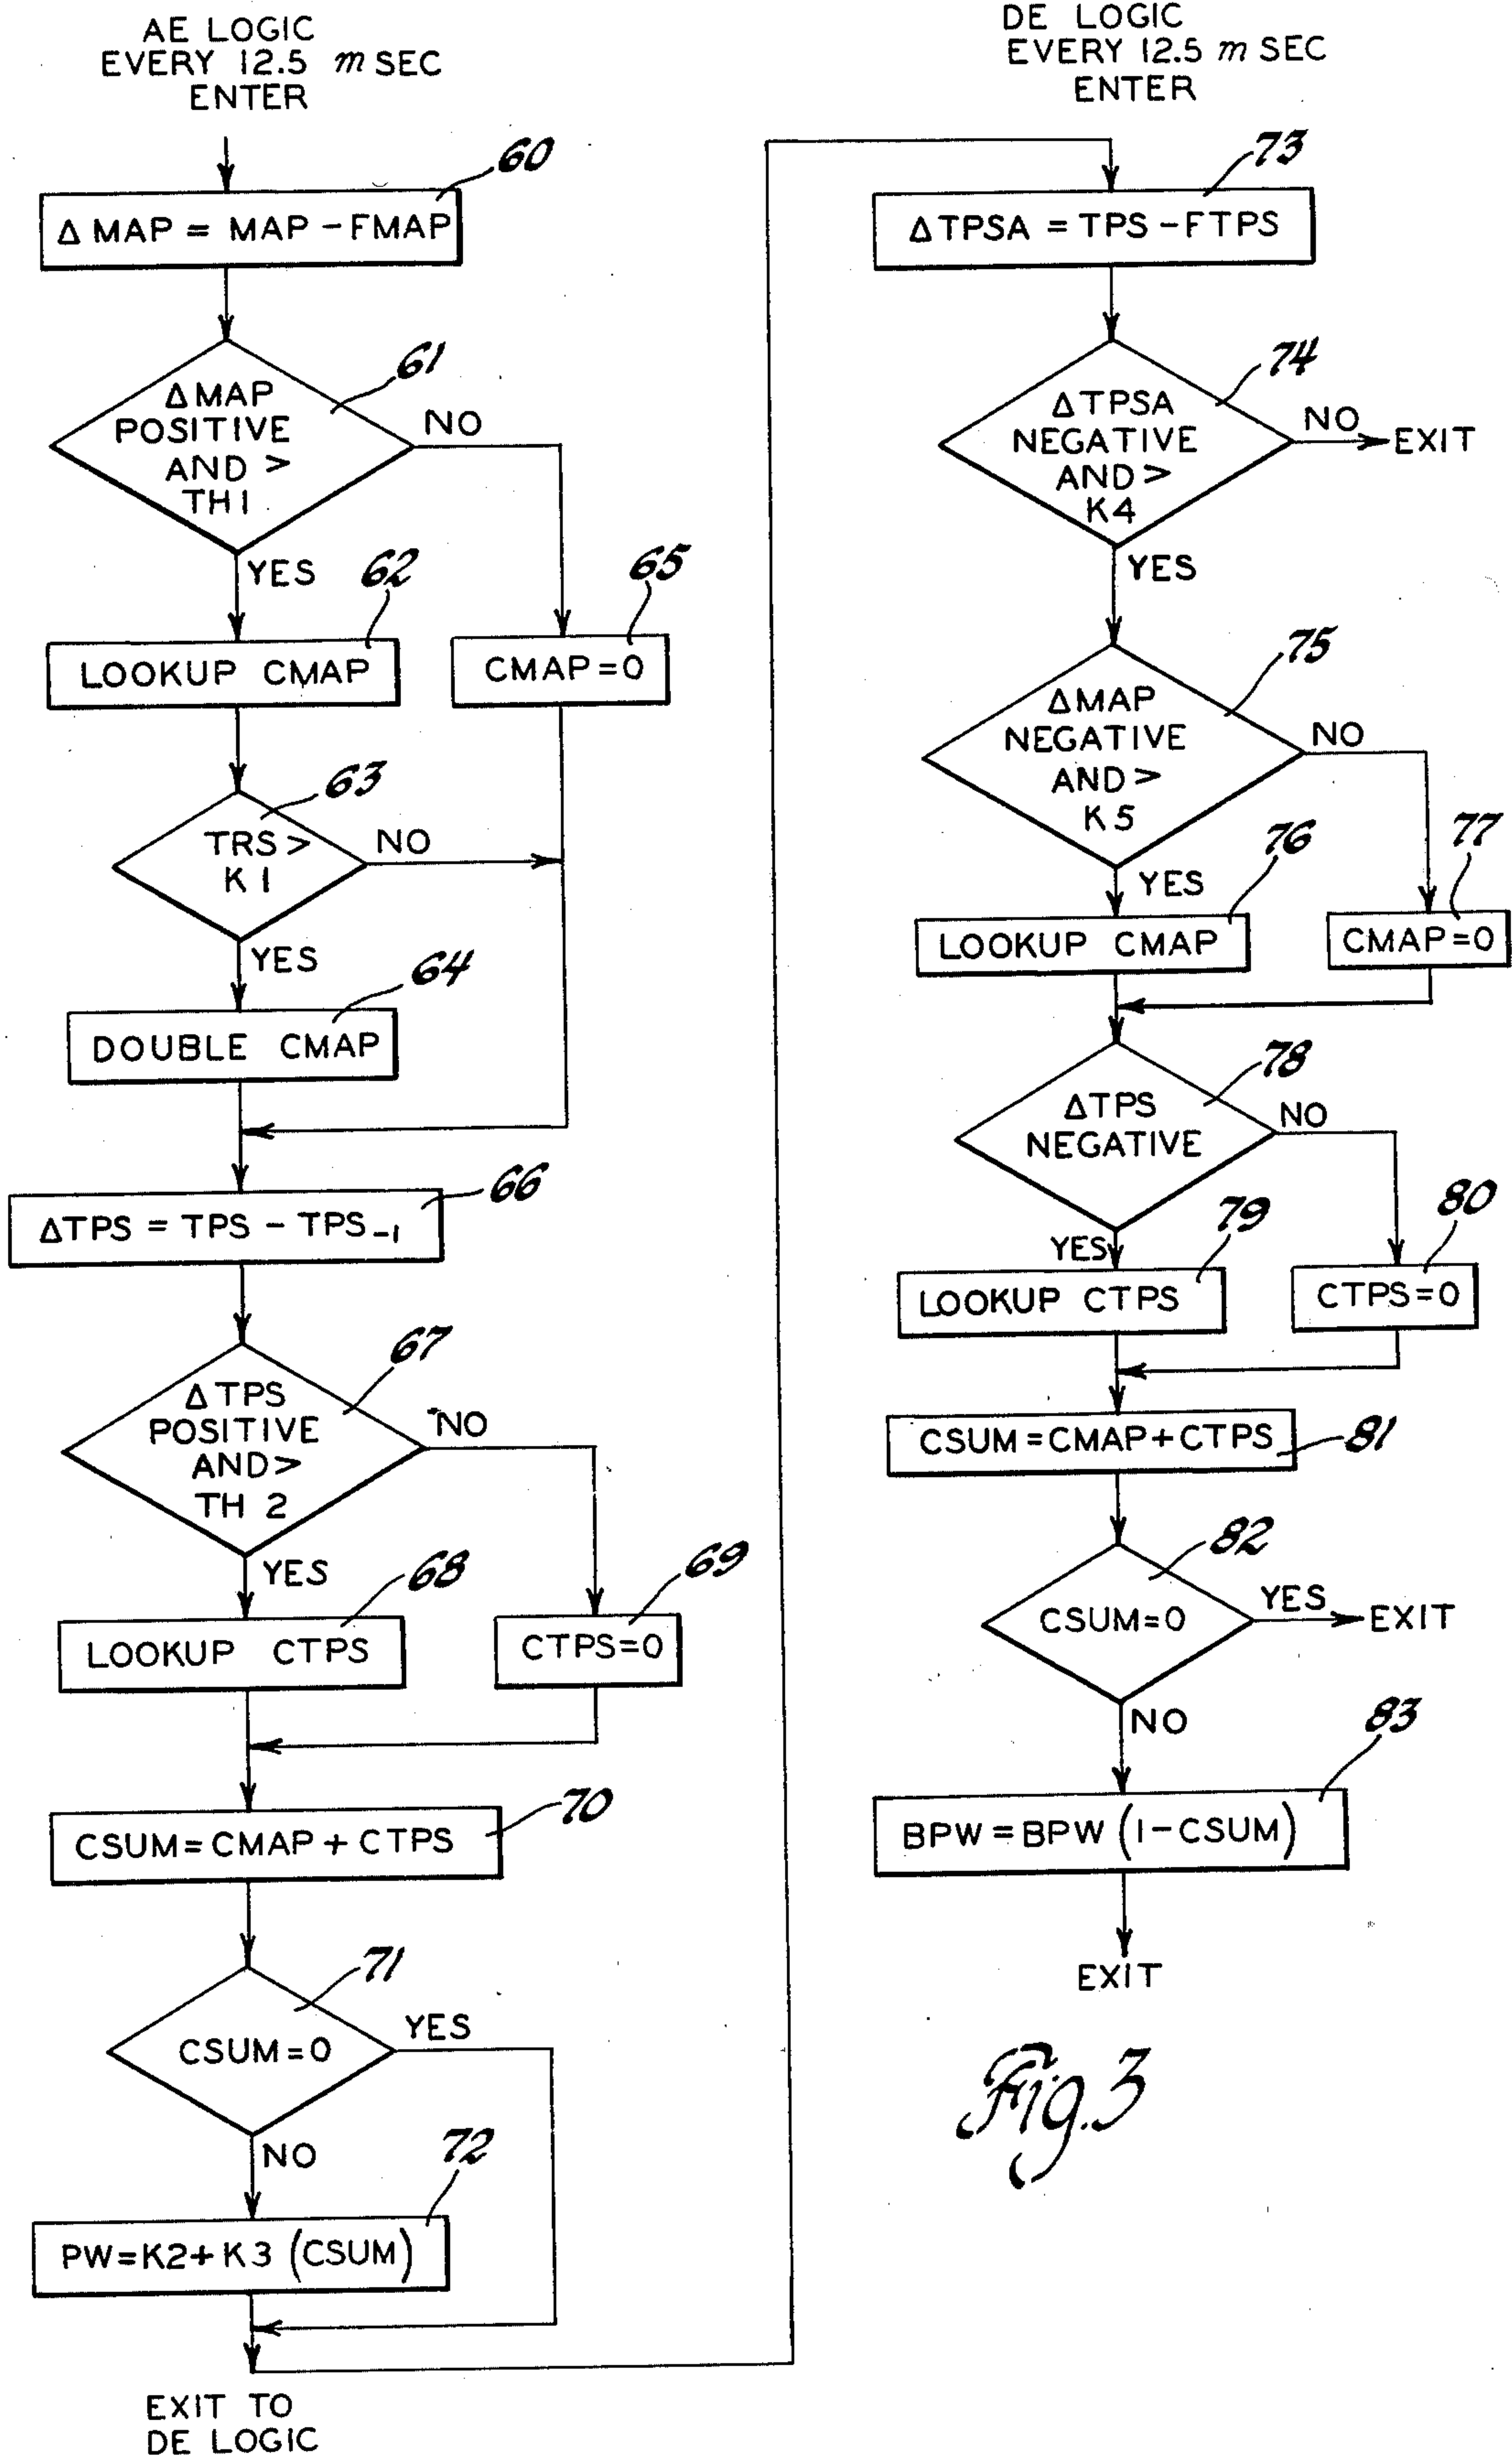 AE LOGIC
EVERY 12.5 m SEC
ENTER
60
Δ MAP = MAP - FMAP
61
Δ MAP
POSITIVE
AND >
TH1
NO
YES
62
65
LOOKUP CMAP
CMAP=0
63
TRS >
K1
NO
YES
64
DOUBLE CMAP
66
ΔTPS = TPS - TPS-1
67
Δ TPS
POSITIVE
AND>
TH 2
NO
YES
68
69
LOOKUP CTPS
CTPS=0
70
CSUM=CMAP + CTPS
71
CSUM=0
YES
NO
72
PW=K2+K3 (CSUM)
EXIT TO
DE LOGIC
DE LOGIC
EVERY 12.5 m SEC
ENTER
73
Δ TPSA = TPS - FTPS
74
ΔTPSA
NEGATIVE
AND >
K4
NO
EXIT
YES
75
ΔMAP
NEGATIVE
AND >
K5
NO
YES
76
77
LOOKUP CMAP
CMAP=0
78
ΔTPS
NEGATIVE
NO
YES
79
80
LOOKUP CTPS
CTPS=0
CSUM=CMAP+CTPS
81
82
CSUM=0
YES
EXIT
NO
83
BPW=BPW (1-CSUM)
EXIT
Fig.3